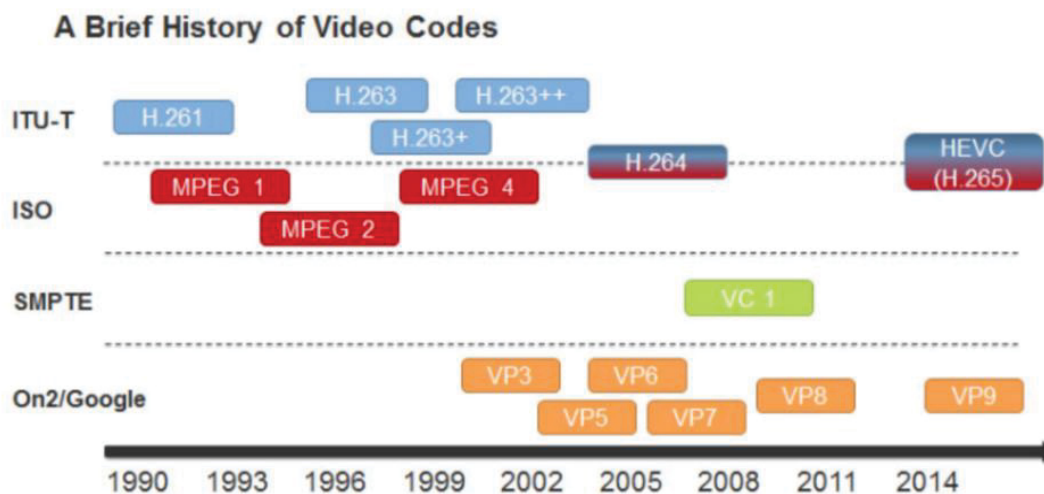 A Brief History of Video Codes
ITU-T
H.261
H.263
H.263+
H.263++
H.264
HEVC
(H.265)
ISO
MPEG 1
MPEG 2
MPEG 4
SMPTE
VC 1
On2/Google
VP3
VP5
VP6
VP7
VP8
VP9
1990 1993 1996 1999 2002 2005 2008 2011 2014